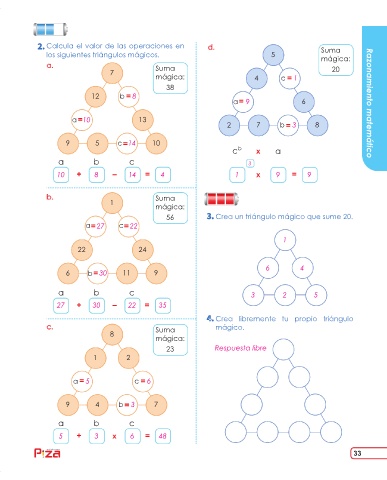 2. Calcula el valor de las operaciones en
los siguientes triángulos mágicos.
a.
7
Suma
mágica:
38
12 b = 8
a = 10 13
9 5 c = 14 10
a b c
10 + 8 - 14 = 4
b.
1
Suma
mágica:
56
a = 27 c = 22
22 24
6 b = 30 11 9
a b c
27 + 30 - 22 = 35
c.
8
Suma
mágica:
23
1 2
a = 5 c = 6
9 4 b = 3 7
a b c
5 + 3 x 6 = 48
d.
5
Suma
mágica:
20
4 c = 1
a = 9 6
2 7 b = 3 8
c^b x a
3
1 x 9 = 9
3. Crea un triángulo mágico que sume 20.
1
6 4
3 2 5
4. Crea libremente tu propio triángulo
mágico.
Respuesta libre
Razonamiento matemático
Piza
33